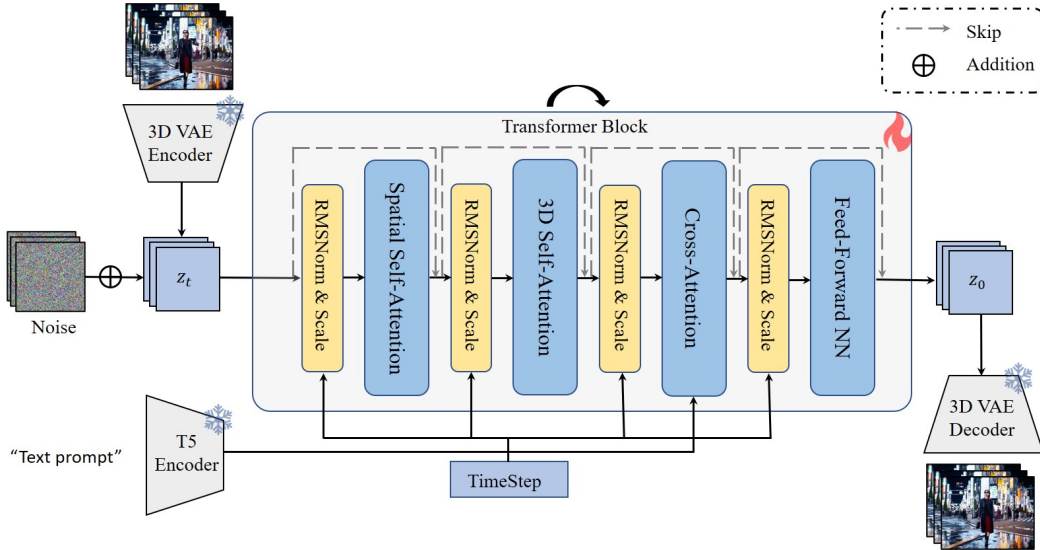 Skip
Addition
3D VAE
Encoder
Transformer Block
RMSNorm & Scale
Spatial Self-Attention
RMSNorm & Scale
3D Self-Attention
RMSNorm & Scale
Cross-Attention
RMSNorm & Scale
Feed-Forward NN
Noise
z_t
z_0
3D VAE
Decoder
“Text prompt”
T5
Encoder
TimeStep